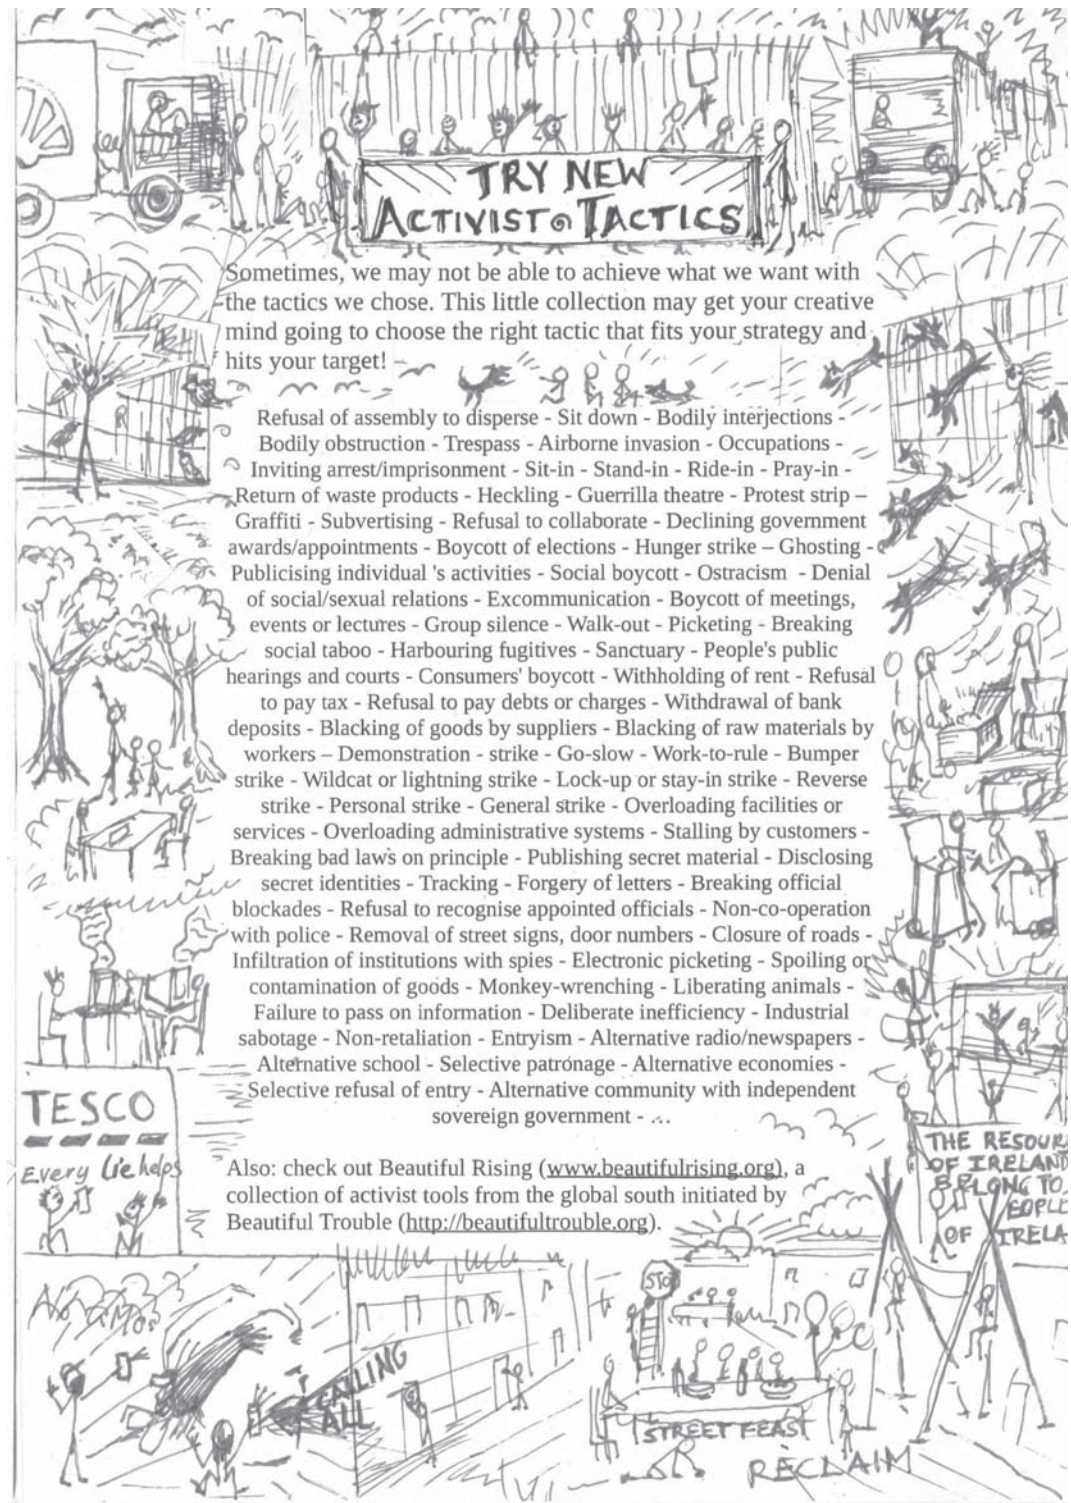 TRY NEW
ACTIVIST TACTICS
Sometimes, we may not be able to achieve what we want with
the tactics we chose. This little collection may get your creative
mind going to choose the right tactic that fits your strategy and
hits your target!
Refusal of assembly to disperse - Sit down - Bodily interjections -
Bodily obstruction - Trespass - Airborne invasion - Occupations -
Inviting arrest/imprisonment - Sit-in - Stand-in - Ride-in - Pray-in -
Return of waste products - Heckling - Guerrilla theatre - Protest strip –
Graffiti - Subvertising - Refusal to collaborate - Declining government
awards/appointments - Boycott of elections - Hunger strike – Ghosting -
Publicising individual 's activities - Social boycott - Ostracism - Denial
of social/sexual relations - Excommunication - Boycott of meetings,
events or lectures - Group silence - Walk-out - Picketing - Breaking
social taboo - Harbouring fugitives - Sanctuary - People's public
hearings and courts - Consumers' boycott - Withholding of rent - Refusal
to pay tax - Refusal to pay debts or charges - Withdrawal of bank
deposits - Blacking of goods by suppliers - Blacking of raw materials by
workers – Demonstration - strike - Go-slow - Work-to-rule - Bumper
strike - Wildcat or lightning strike - Lock-up or stay-in strike - Reverse
strike - Personal strike - General strike - Overloading facilities or
services - Overloading administrative systems - Stalling by customers -
Breaking bad laws on principle - Publishing secret material - Disclosing
secret identities - Tracking - Forgery of letters - Breaking official
blockades - Refusal to recognise appointed officials - Non-co-operation
with police - Removal of street signs, door numbers - Closure of roads -
Infiltration of institutions with spies - Electronic picketing - Spoiling or
contamination of goods - Monkey-wrenching - Liberating animals -
Failure to pass on information - Deliberate inefficiency - Industrial
sabotage - Non-retaliation - Entryism - Alternative radio/newspapers -
Alternative school - Selective patronage - Alternative economies -
Selective refusal of entry - Alternative community with independent
sovereign government - ...
TESCO
Every lie helps
THE RESOUR
OF IRELAND
BELONG TO
EOPLE
OF IRELA
Also: check out Beautiful Rising (www.beautifulrising.org), a
collection of activist tools from the global south initiated by
Beautiful Trouble (http://beautifultrouble.org).
STOP
CALLING
ALL
STREET FEAST
RECLAIM